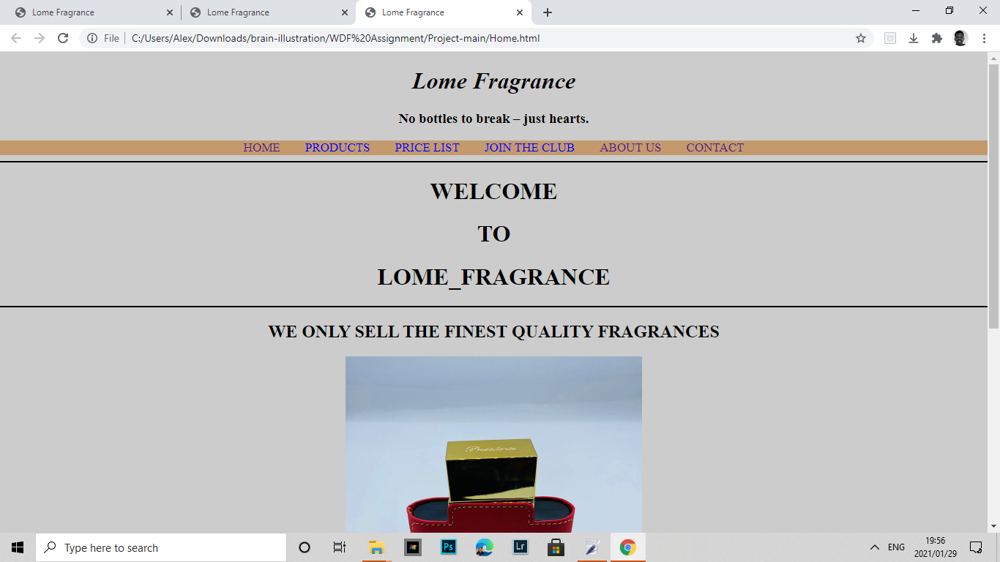 Lome Fragrance
Lome Fragrance
Lome Fragrance
File
C:/Users/Alex/Downloads/brain-illustration/WDF%20Assignment/Project-main/Home.html
Lome Fragrance
No bottles to break – just hearts.
HOME PRODUCTS PRICE LIST JOIN THE CLUB ABOUT US CONTACT
WELCOME
TO
LOME_FRAGRANCE
WE ONLY SELL THE FINEST QUALITY FRAGRANCES
Type here to search
Ps
Lr
ENG
19:56
2021/01/29